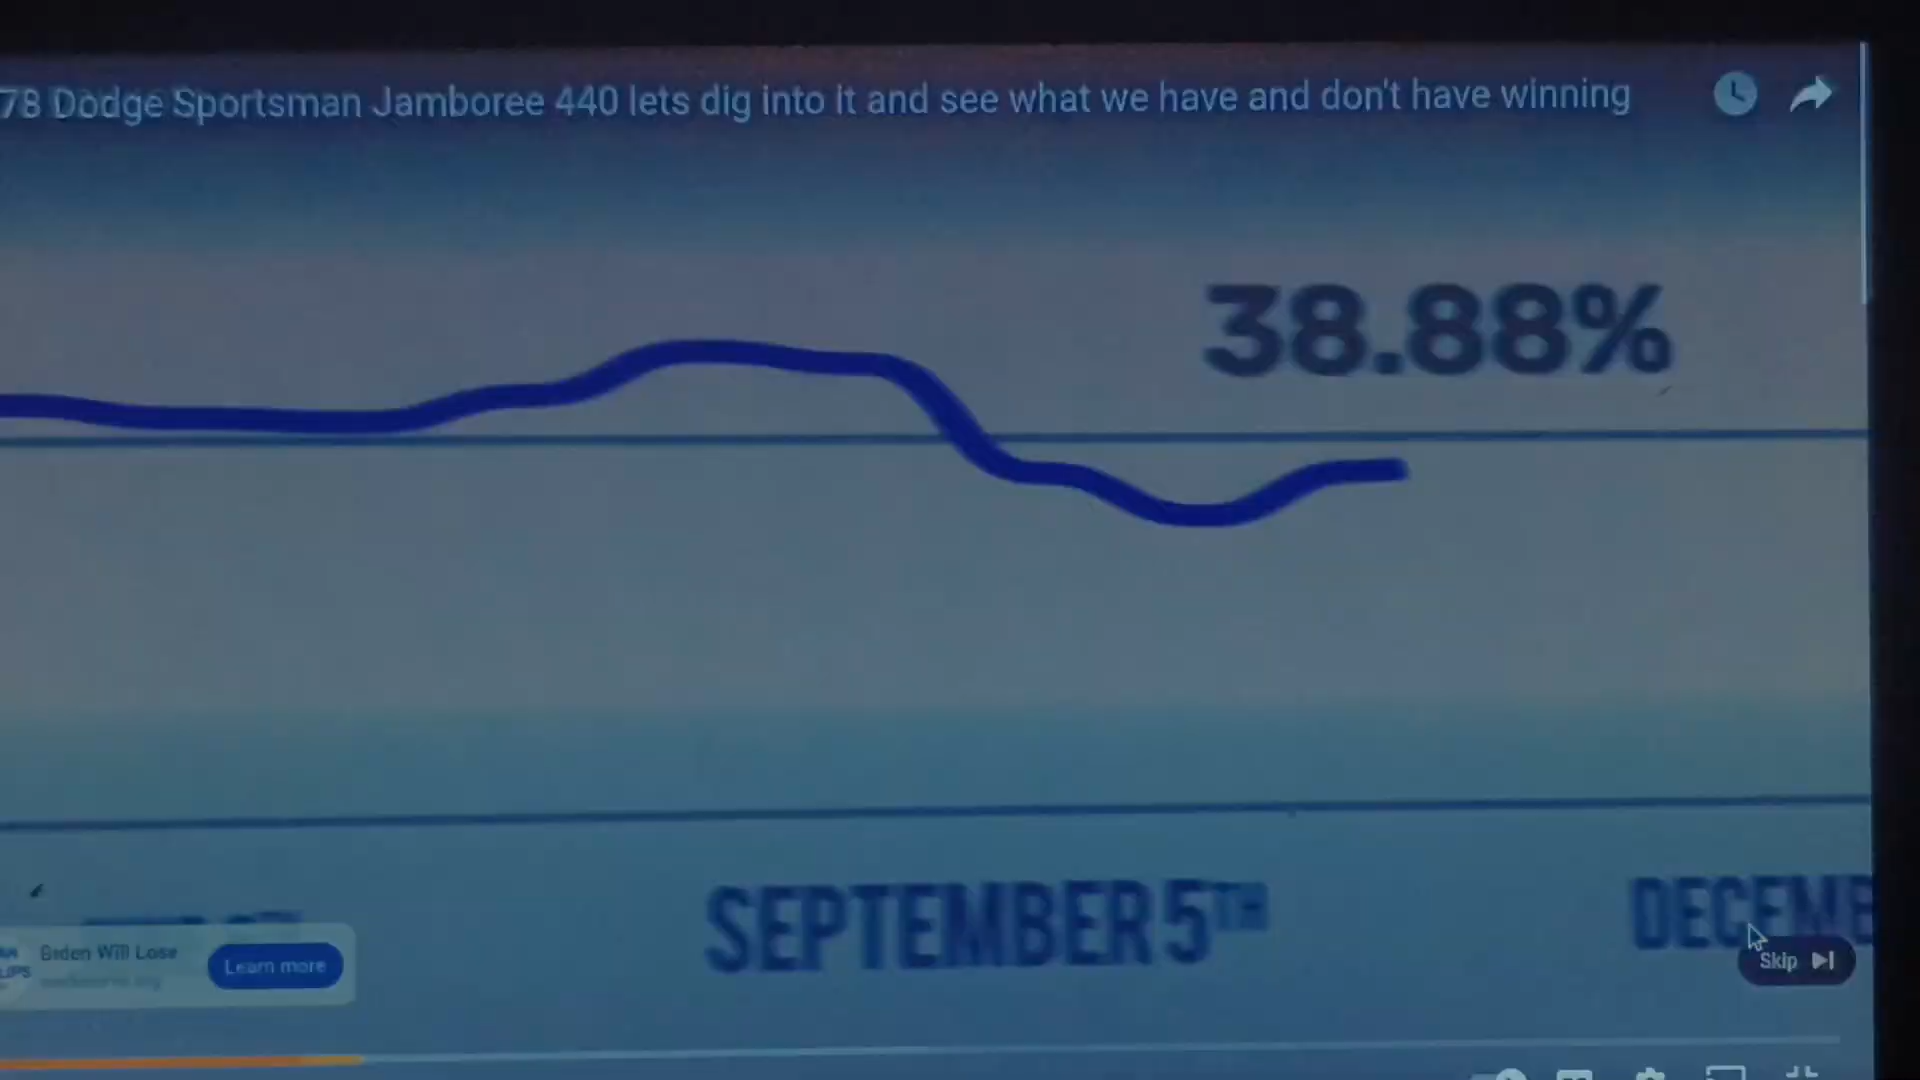 78 Dodge Sportsman Jamboree 440 lets dig into it and see what we have and don't have winning
38.88%
SEPTEMBER 5TH
DECEMB
Biden Will Lose
Learn more
Skip